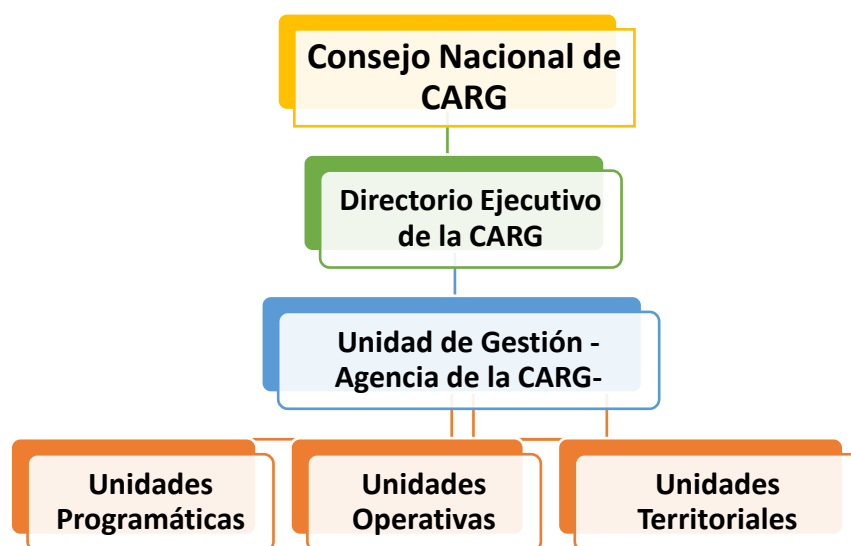 Consejo Nacional de
CARG
Directorio Ejecutivo
de la CARG
Unidad de Gestión -
Agencia de la CARG-
Unidades
Programáticas
Unidades
Operativas
Unidades
Territoriales